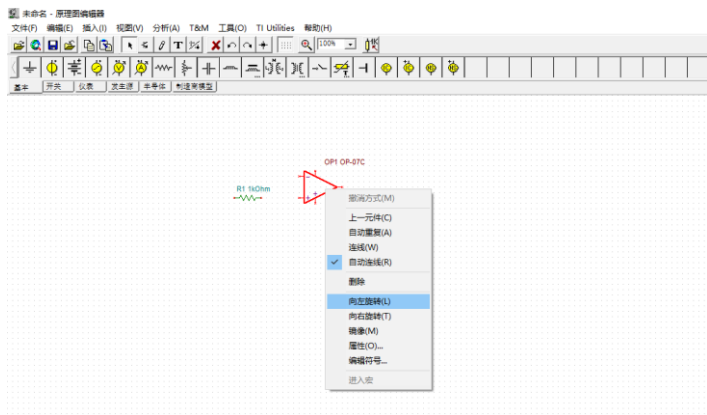 未命名 - 原理图编辑器
文件(F) 编辑(E) 插入(I) 视图(V) 分析(A) T&M 工具(O) TI Utilities 帮助(H)
100%
基本 开关 仪表 发生源 半导体 制造商模型
OP1 OP-07C
R1 1kOhm
撤消方式(M)
上一元件(C)
自动重复(A)
连线(W)
自动连线(R)
删除
向左旋转(L)
向右旋转(T)
镜像(M)
属性(O)...
编辑符号...
进入宏